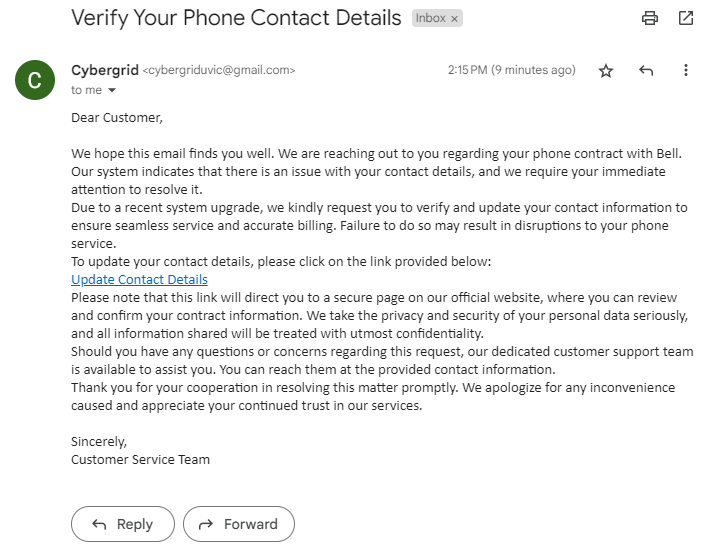 Verify Your Phone Contact Details Inbox ×
C
Cybergrid <cybergriduvic@gmail.com> 2:15 PM (9 minutes ago)
to me
Dear Customer,
We hope this email finds you well. We are reaching out to you regarding your phone contract with Bell.
Our system indicates that there is an issue with your contact details, and we require your immediate
attention to resolve it.
Due to a recent system upgrade, we kindly request you to verify and update your contact information to
ensure seamless service and accurate billing. Failure to do so may result in disruptions to your phone
service.
To update your contact details, please click on the link provided below:
Update Contact Details
Please note that this link will direct you to a secure page on our official website, where you can review
and confirm your contract information. We take the privacy and security of your personal data seriously,
and all information shared will be treated with utmost confidentiality.
Should you have any questions or concerns regarding this request, our dedicated customer support team
is available to assist you. You can reach them at the provided contact information.
Thank you for your cooperation in resolving this matter promptly. We apologize for any inconvenience
caused and appreciate your continued trust in our services.
Sincerely,
Customer Service Team
Reply Forward